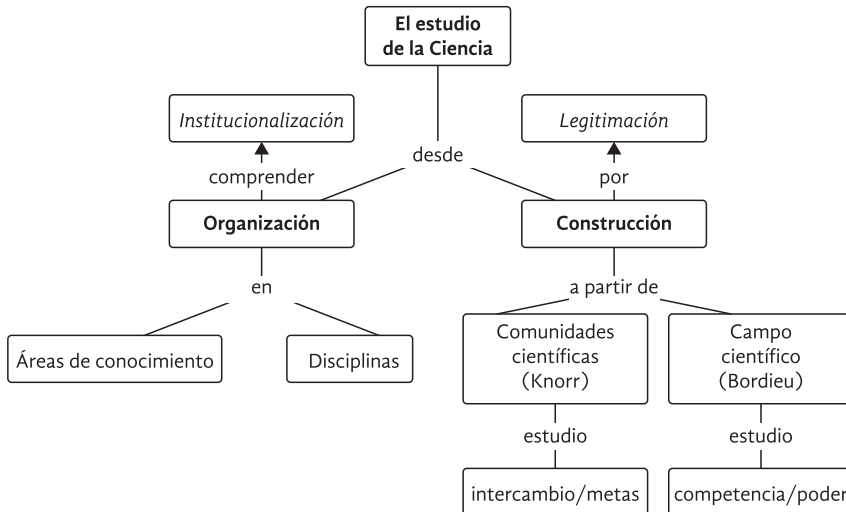 El estudio
de la Ciencia
Institucionalización
Legitimación
desde
comprender
por
Organización
Construcción
en
a partir de
Áreas de conocimiento
Disciplinas
Comunidades
científicas
(Knorr)
Campo
científico
(Bordieu)
estudio
estudio
intercambio/metas
competencia/poder